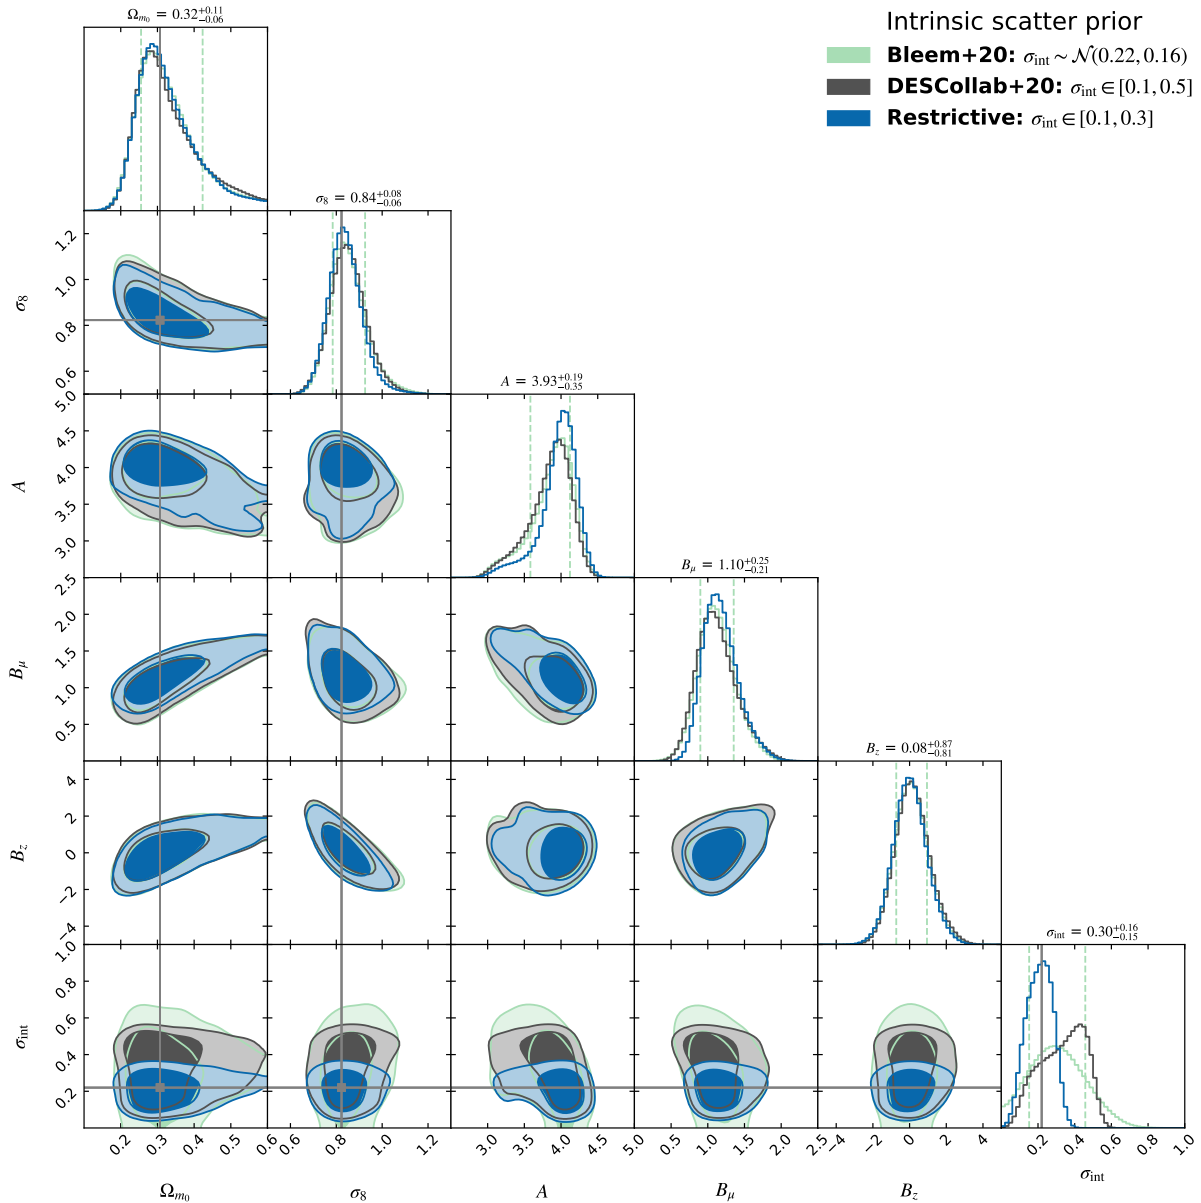 Ωm0 = 0.32 +0.11 −0.06
Intrinsic scatter prior
Bleem+20: σint ∼ 𝒩(0.22, 0.16)
DESCollab+20: σint ∈ [0.1, 0.5]
Restrictive: σint ∈ [0.1, 0.3]
σ8 = 0.84 +0.08 −0.06
σ8
1.2
1.0
0.8
0.6
A = 3.93 +0.19 −0.35
A
5.0
4.5
4.0
3.5
3.0
Bμ = 1.10 +0.25 −0.21
Bμ
2.5
2.0
1.5
1.0
0.5
Bz = 0.08 +0.87 −0.81
Bz
4
2
0
−2
−4
σint = 0.30 +0.16 −0.15
σint
1.0
0.8
0.6
0.4
0.2
0.2 0.3 0.4 0.5 0.6
0.6 0.8 1.0 1.2
3.0 3.5 4.0 4.5 5.0
0.5 1.0 1.5 2.0 2.5
−4 −2 0 2 4
0.2 0.4 0.6 0.8 1.0
Ωm0 σ8 A Bμ Bz σint